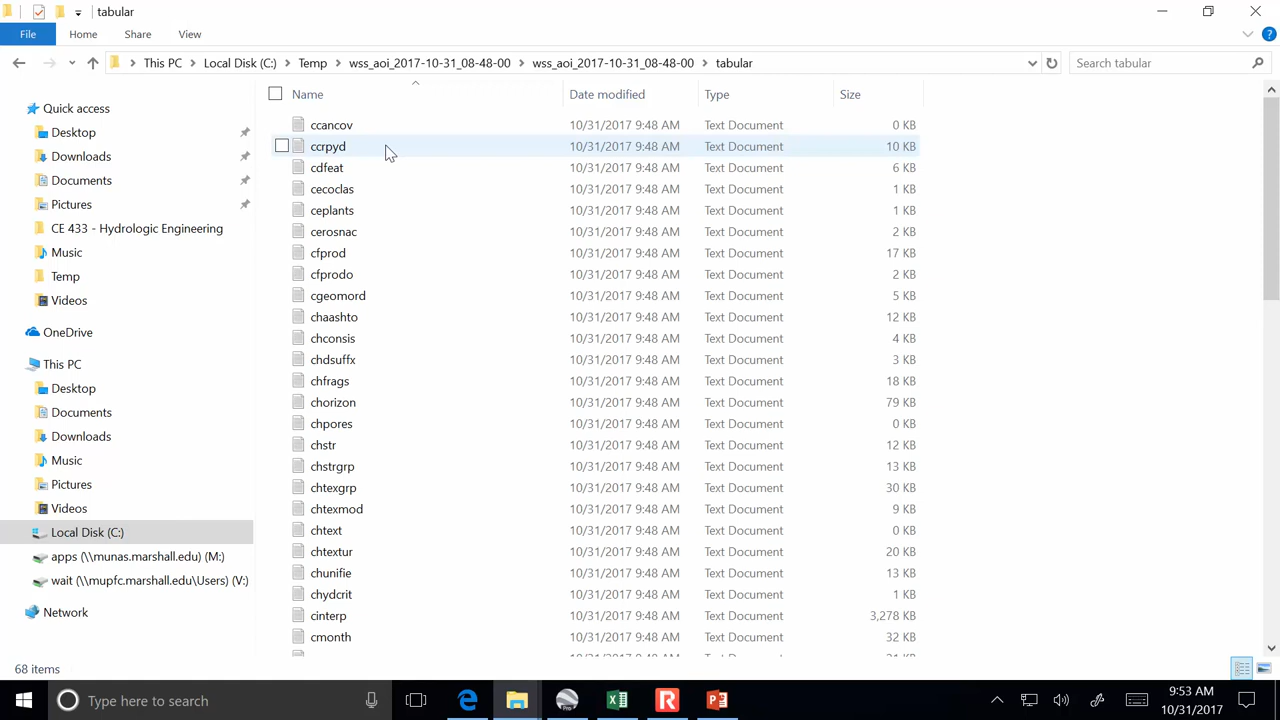 tabular
File Home Share View
This PC Local Disk (C:) Temp wss_aoi_2017-10-31_08-48-00 wss_aoi_2017-10-31_08-48-00 tabular Search tabular
Name Date modified Type Size
Quick access
Desktop
Downloads
Documents
Pictures
CE 433 - Hydrologic Engineering
Music
Temp
Videos
OneDrive
This PC
Desktop
Documents
Downloads
Music
Pictures
Videos
Local Disk (C:)
apps (\\munas.marshall.edu) (M:)
wait (\\mupfc.marshall.edu\Users) (V:)
Network
ccancov 10/31/2017 9:48 AM Text Document 0 KB
ccrpyd 10/31/2017 9:48 AM Text Document 10 KB
cdfeat 10/31/2017 9:48 AM Text Document 6 KB
cecoclas 10/31/2017 9:48 AM Text Document 1 KB
ceplants 10/31/2017 9:48 AM Text Document 1 KB
cerosnac 10/31/2017 9:48 AM Text Document 2 KB
cfprod 10/31/2017 9:48 AM Text Document 17 KB
cfprodo 10/31/2017 9:48 AM Text Document 2 KB
cgeomord 10/31/2017 9:48 AM Text Document 5 KB
chaashto 10/31/2017 9:48 AM Text Document 12 KB
chconsis 10/31/2017 9:48 AM Text Document 4 KB
chdsuffx 10/31/2017 9:48 AM Text Document 3 KB
chfrags 10/31/2017 9:48 AM Text Document 18 KB
chorizon 10/31/2017 9:48 AM Text Document 79 KB
chpores 10/31/2017 9:48 AM Text Document 0 KB
chstr 10/31/2017 9:48 AM Text Document 12 KB
chstrgrp 10/31/2017 9:48 AM Text Document 13 KB
chtexgrp 10/31/2017 9:48 AM Text Document 30 KB
chtexmod 10/31/2017 9:48 AM Text Document 9 KB
chtext 10/31/2017 9:48 AM Text Document 0 KB
chtextur 10/31/2017 9:48 AM Text Document 20 KB
chunifie 10/31/2017 9:48 AM Text Document 13 KB
chydcrit 10/31/2017 9:48 AM Text Document 1 KB
cinterp 10/31/2017 9:48 AM Text Document 3,278 KB
cmonth 10/31/2017 9:48 AM Text Document 32 KB
68 items
Type here to search
9:53 AM
10/31/2017